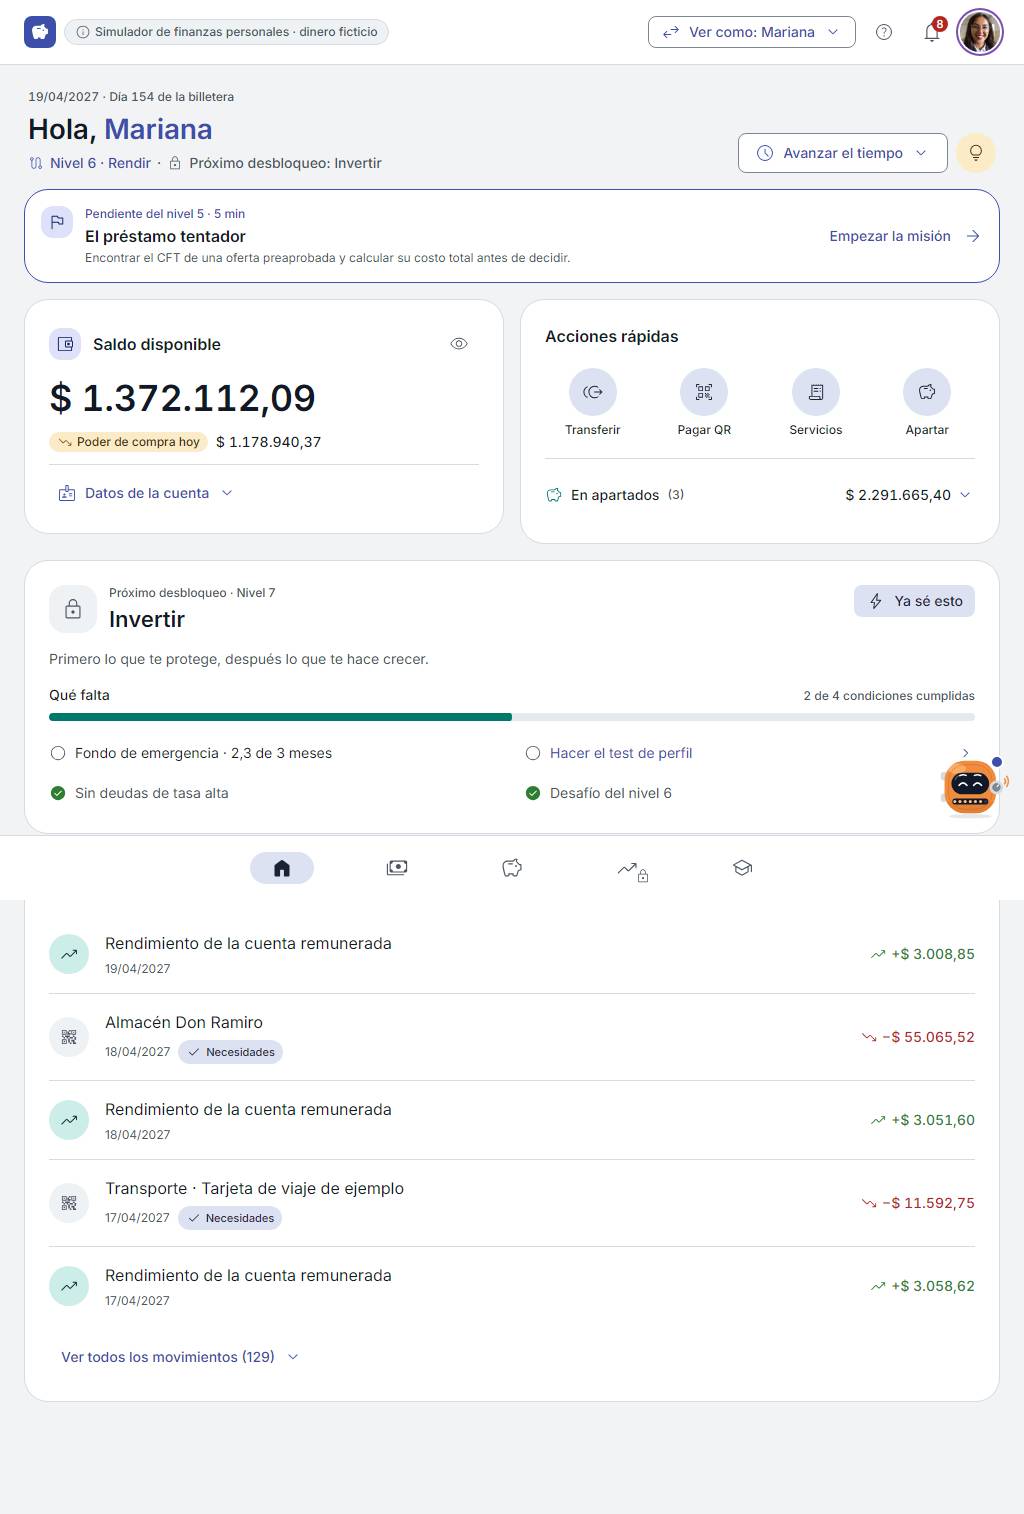 Simulador de finanzas personales · dinero ficticio
Ver como: Mariana
8
19/04/2027 · Día 154 de la billetera
Hola, Mariana
Nivel 6 · Rendir · Próximo desbloqueo: Invertir
Avanzar el tiempo
Pendiente del nivel 5 · 5 min
El préstamo tentador
Encontrar el CFT de una oferta preaprobada y calcular su costo total antes de decidir.
Empezar la misión
Saldo disponible
$ 1.372.112,09
Poder de compra hoy $ 1.178.940,37
Datos de la cuenta
Acciones rápidas
Transferir
Pagar QR
Servicios
Apartar
En apartados (3) $ 2.291.665,40
Próximo desbloqueo · Nivel 7
Invertir
Ya sé esto
Primero lo que te protege, después lo que te hace crecer.
Qué falta 2 de 4 condiciones cumplidas
Fondo de emergencia · 2,3 de 3 meses
Hacer el test de perfil
Sin deudas de tasa alta
Desafío del nivel 6
Rendimiento de la cuenta remunerada
19/04/2027
+$ 3.008,85
Almacén Don Ramiro
18/04/2027 Necesidades
−$ 55.065,52
Rendimiento de la cuenta remunerada
18/04/2027
+$ 3.051,60
Transporte · Tarjeta de viaje de ejemplo
17/04/2027 Necesidades
−$ 11.592,75
Rendimiento de la cuenta remunerada
17/04/2027
+$ 3.058,62
Ver todos los movimientos (129)